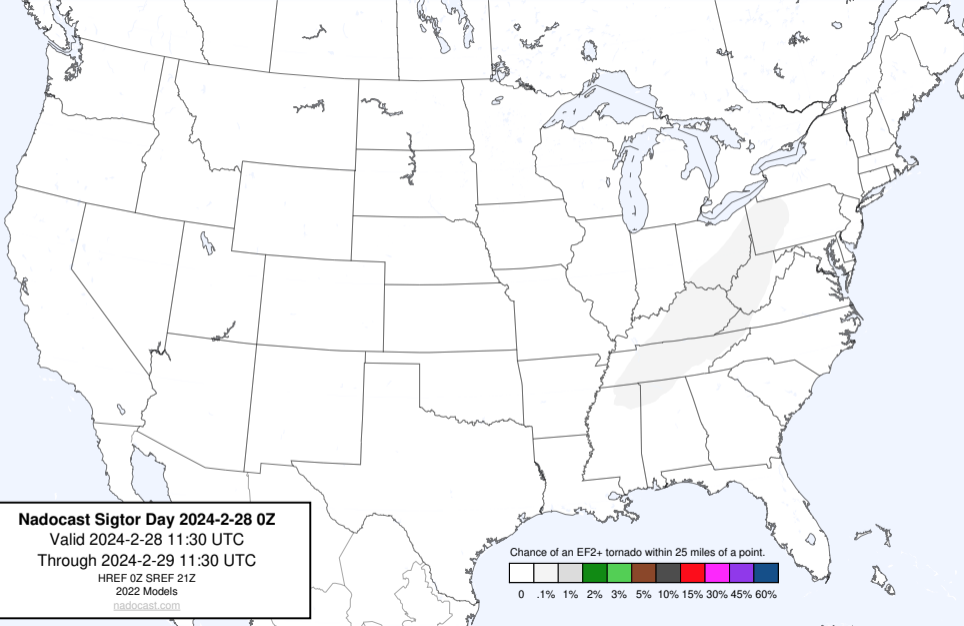 Nadocast Sigtor Day 2024-2-28 0Z
Valid 2024-2-28 11:30 UTC
Through 2024-2-29 11:30 UTC
HREF 0Z SREF 21Z
2022 Models
nadocast.com
Chance of an EF2+ tornado within 25 miles of a point.
0 .1% 1% 2% 3% 5% 10% 15% 30% 45% 60%